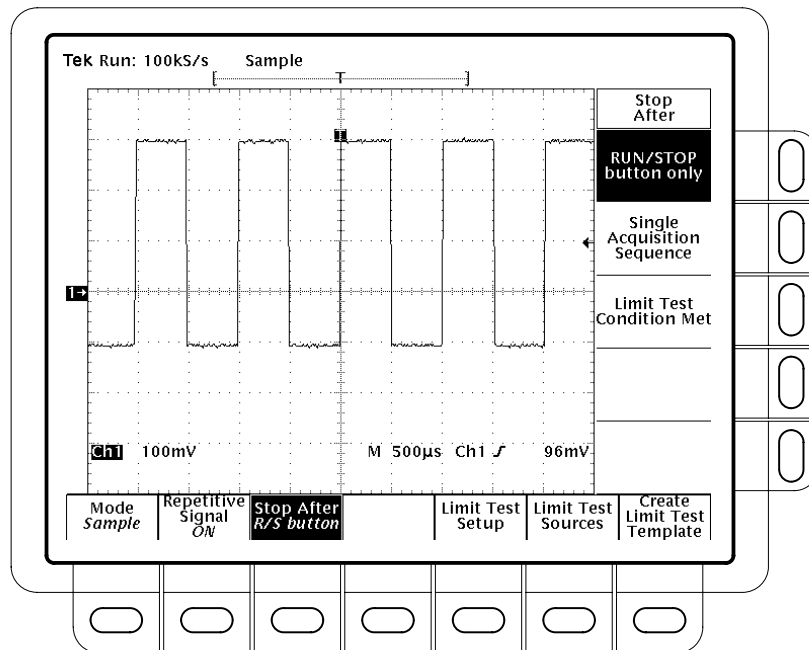 Tek Run: 100kS/s Sample
[ T ]
T
Stop
After
RUN/STOP
button only
Single
Acquisition
Sequence
1→
Limit Test
Condition Met
Ch1 100mV M 500µs Ch1 96mV
Mode
Sample
Repetitive
Signal
ON
Stop After
R/S button
Limit Test
Setup
Limit Test
Sources
Create
Limit Test
Template